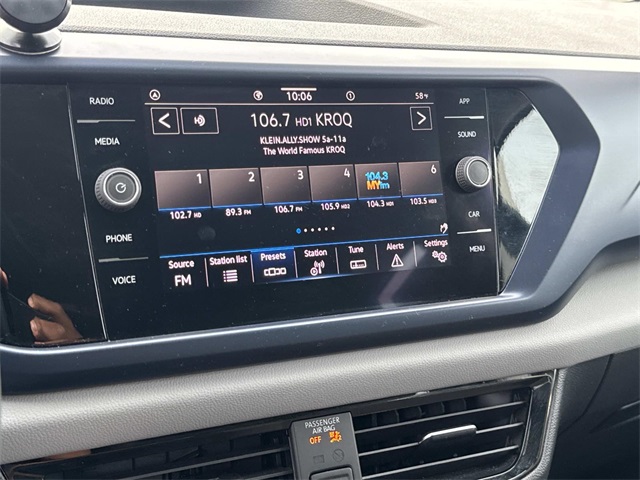 RADIO
MEDIA
PHONE
VOICE
10:06
58°F
106.7 HD1 KROQ
KLEIN.ALLY.SHOW 5a-11a
The World Famous KROQ
1 2 3 4 104.3 MYfm 6
102.7 HD 89.3 FM 106.7 FM 105.9 HD2 104.3 HD1 103.5 HD1
Source Station list Presets Station Tune Alerts Settings
FM
APP
SOUND
CAR
MENU
PASSENGER
AIR BAG
OFF